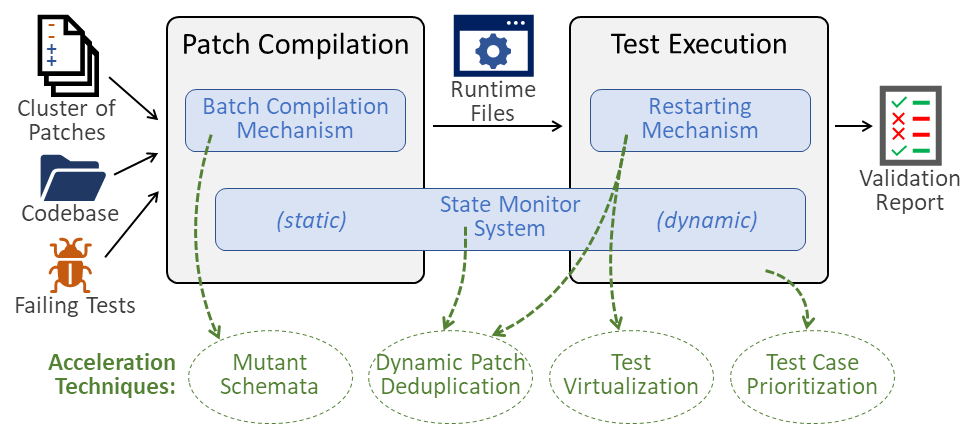 Patch Compilation
Test Execution
Cluster of
Patches
Codebase
Failing Tests
Batch Compilation
Mechanism
Runtime
Files
Restarting
Mechanism
(static)
State Monitor
System
(dynamic)
Validation
Report
Acceleration
Techniques:
Mutant
Schemata
Dynamic Patch
Deduplication
Test
Virtualization
Test Case
Prioritization